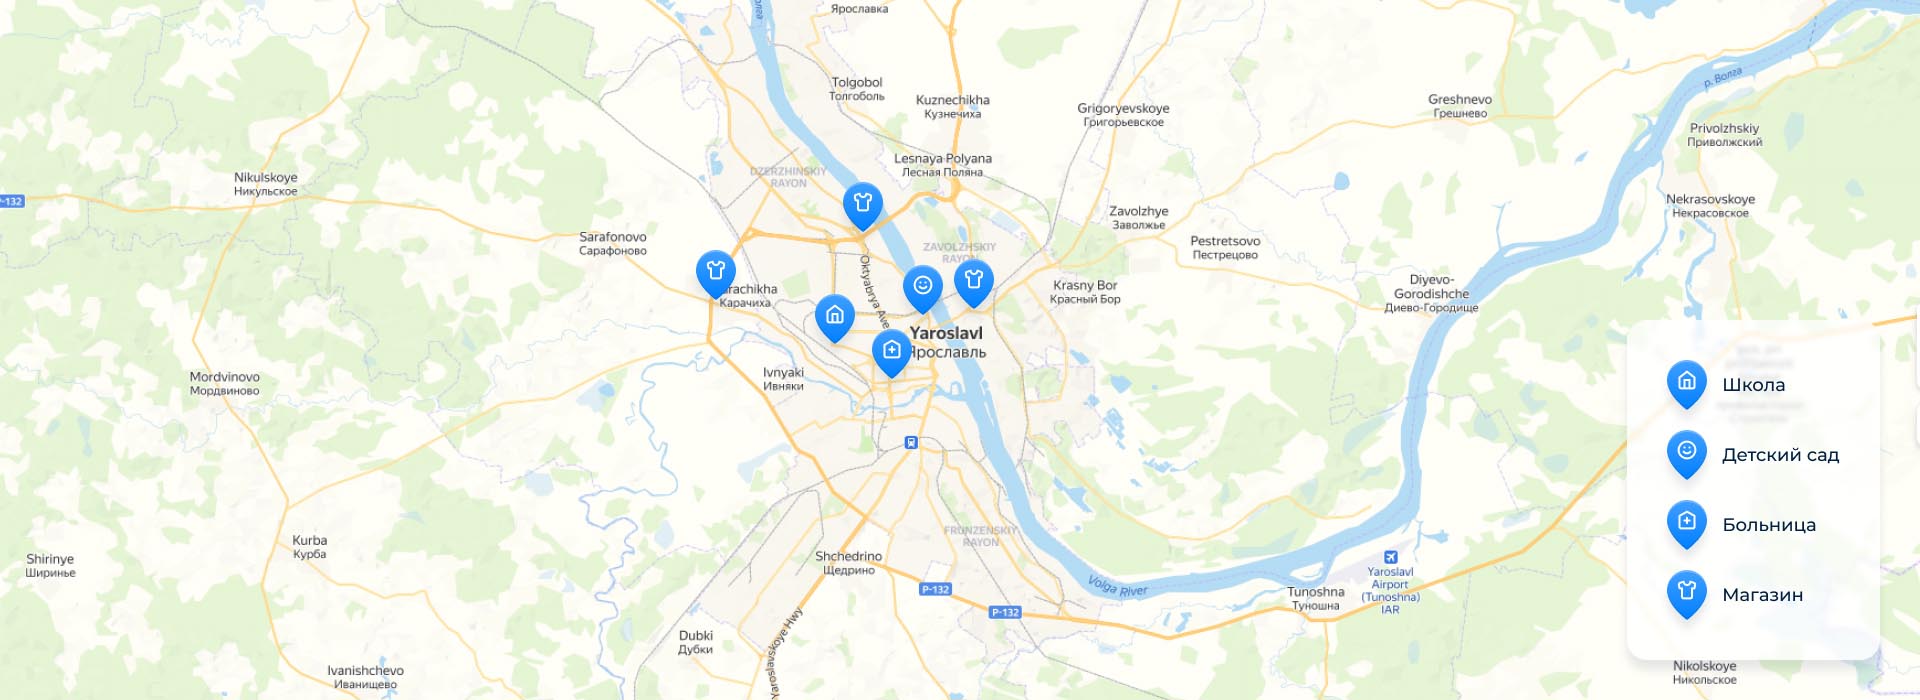 Ярославка
Волга
Tolgobol
Толгоболь
Kuznechikha
Кузнечиха
Grigoryevskoye
Григорьевское
Greshnevo
Грешнево
р. Волга
Privolzhskiy
Приволжский
Lesnaya Polyana
Лесная Поляна
DZERZHINSKIY
RAYON
Nikulskoye
Никульское
P-132
Nekrasovskoye
Некрасовское
Zavolzhye
Заволжье
Sarafonovo
Сарафоново
Pestretsovo
Пестрецово
ZAVOLZHSKIY
RAYON
Oktyabrya Ave
rachikha
Карачиха
Krasny Bor
Красный Бор
Diyevo-
Gorodishche
Диево-Городище
Yaroslavl
Ярославль
Mordvinovo
Мордвиново
Ivnyaki
Ивняки
Школа
Детский сад
Больница
Магазин
Kurba
Курба
Shirinye
Ширинье
FRUNZENSKIY
RAYON
Shchedrino
Щедрино
P-132
P-132
Volga River
Yaroslavl
Airport
(Tunoshna)
IAR
Tunoshna
Туношна
Dubki
Дубки
Yaroslavskoye Hwy
Ivanishchevo
Иванищево
Nikolskoye
Никольское